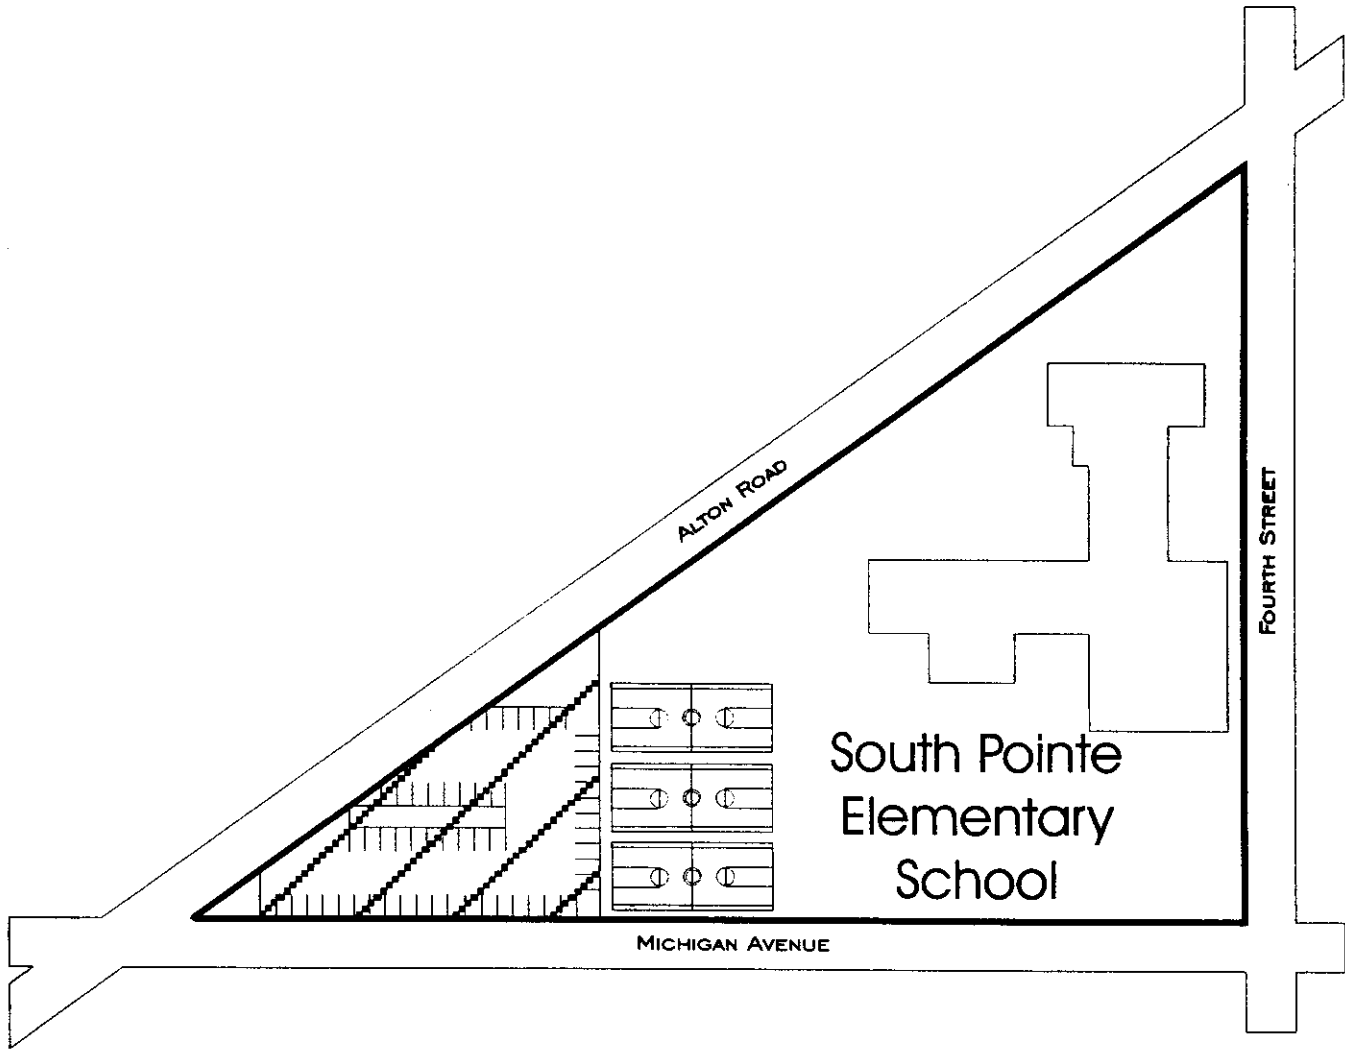 ALTON ROAD
FOURTH STREET
South Pointe
Elementary
School
MICHIGAN AVENUE